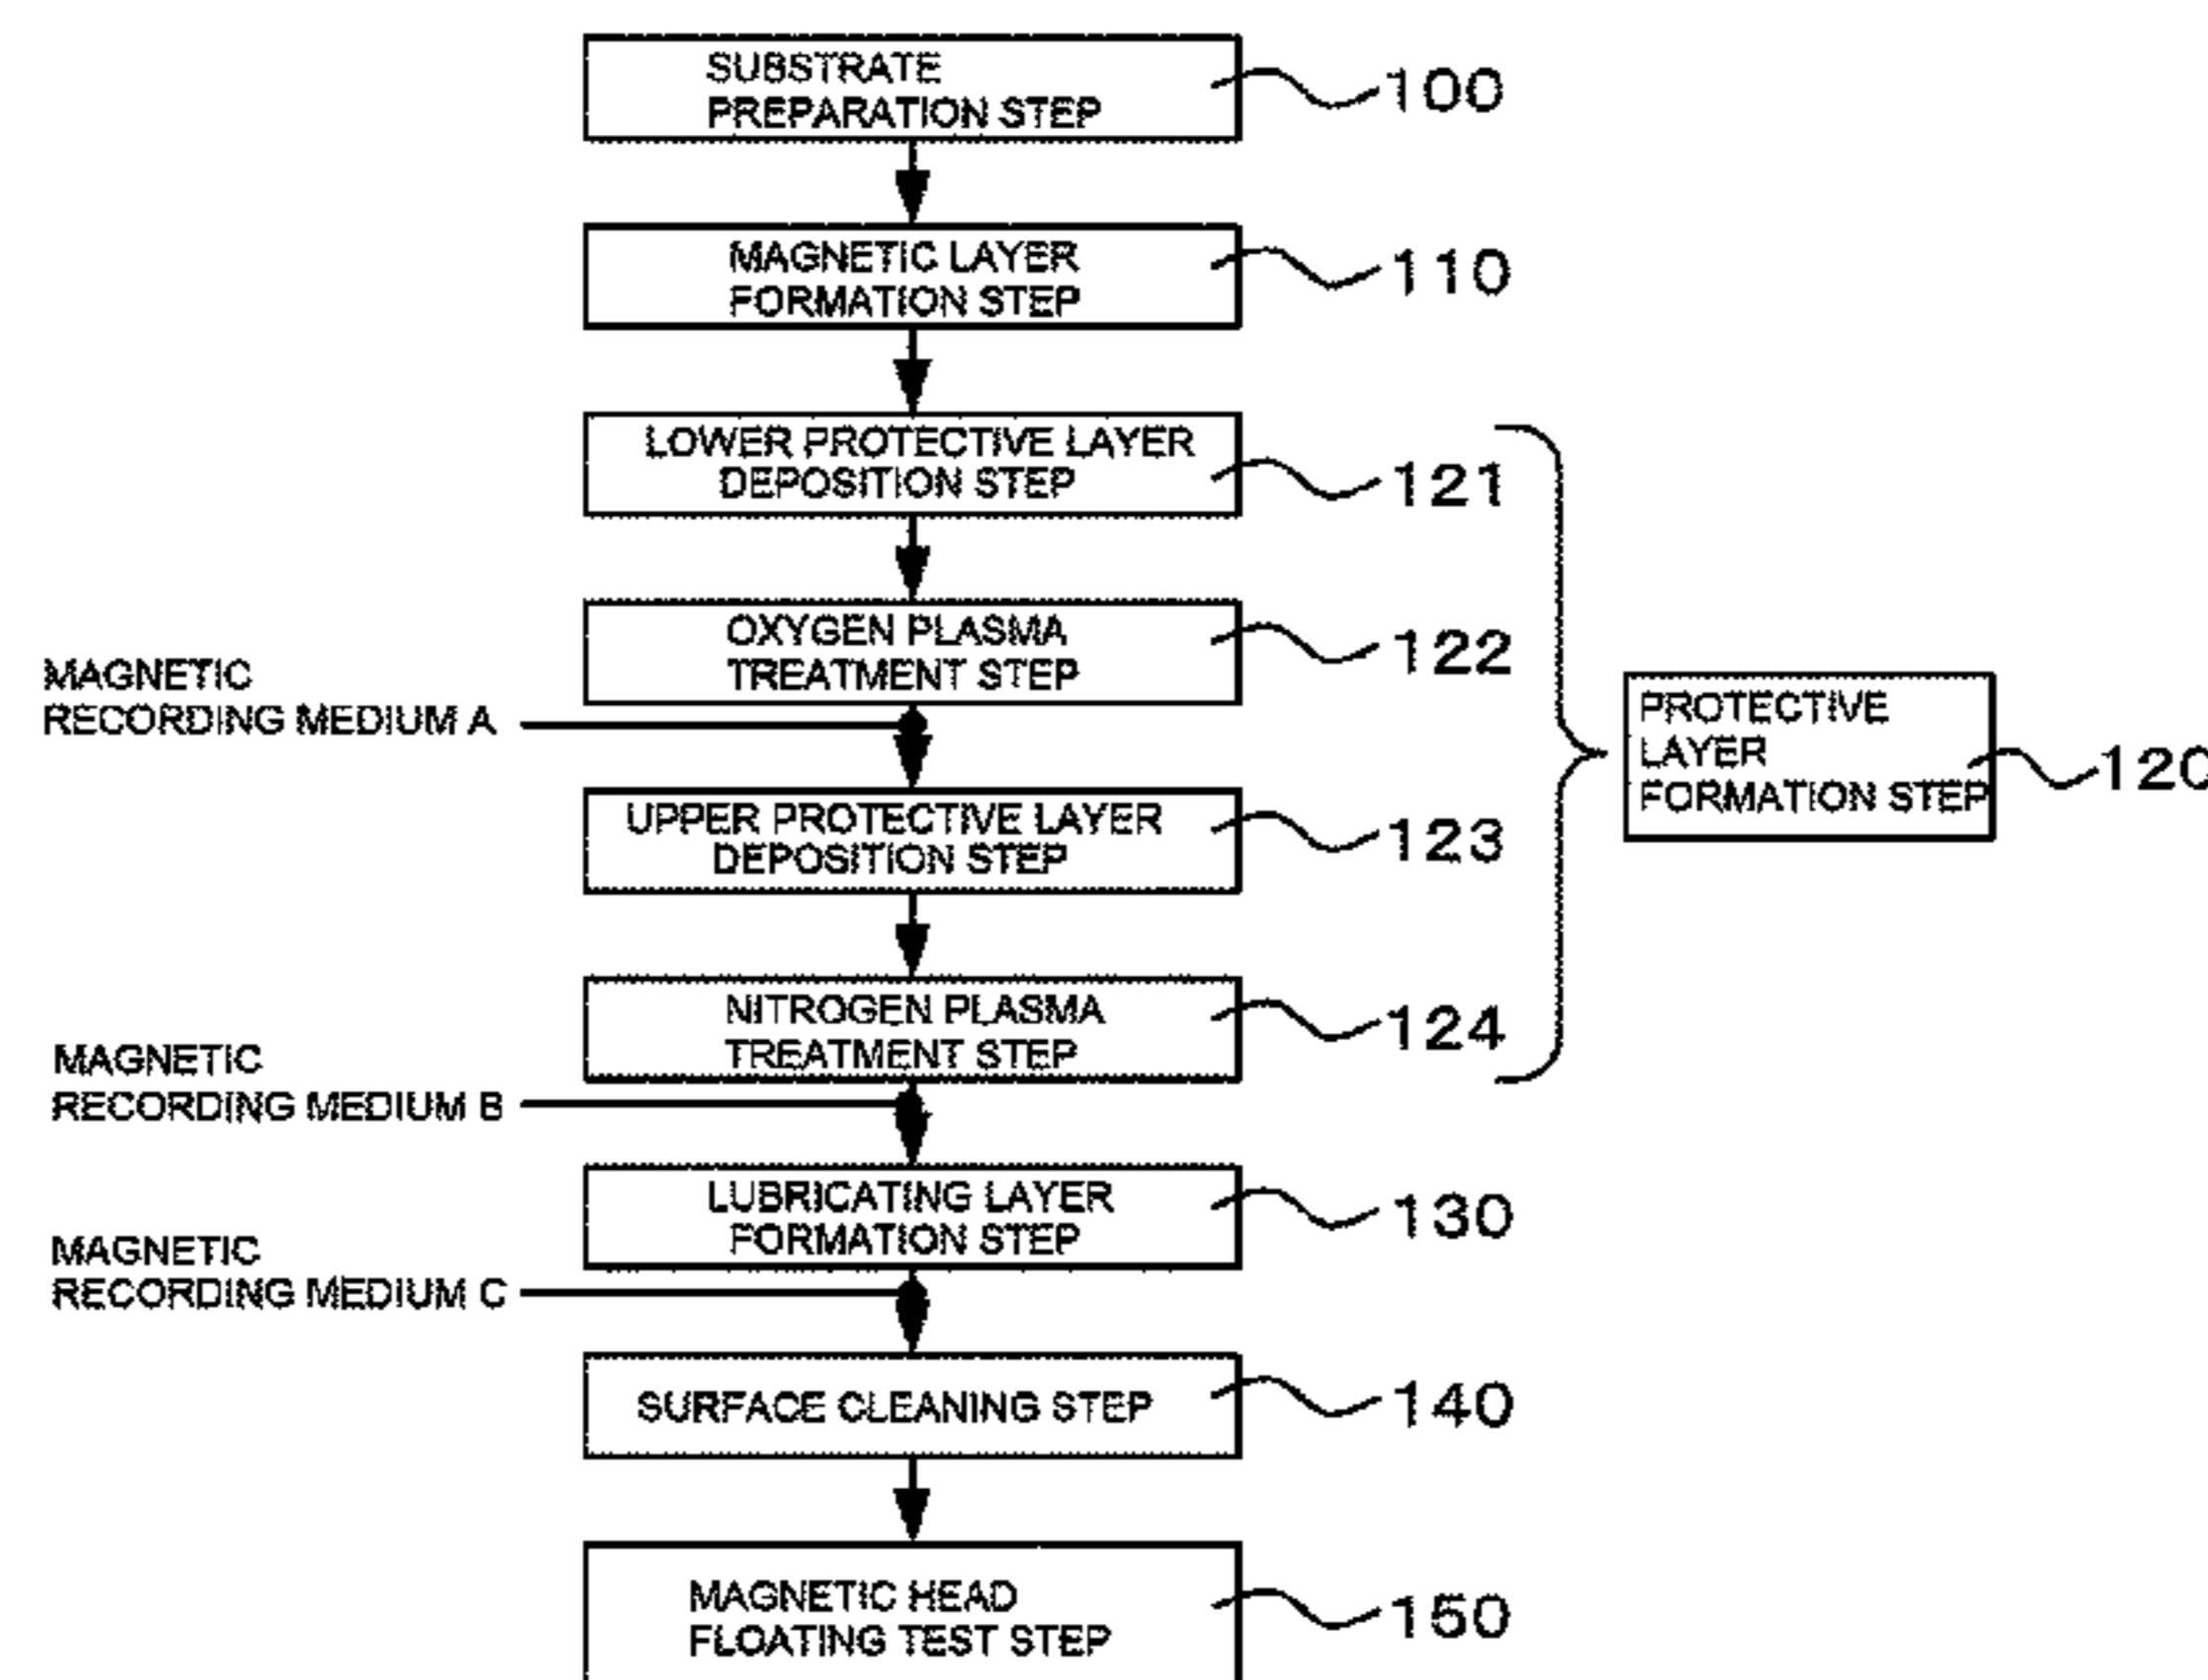 SUBSTRATE
PREPARATION STEP
100
MAGNETIC LAYER
FORMATION STEP
110
LOWER PROTECTIVE LAYER
DEPOSITION STEP
121
OXYGEN PLASMA
TREATMENT STEP
122
MAGNETIC
RECORDING MEDIUM A
UPPER PROTECTIVE LAYER
DEPOSITION STEP
123
PROTECTIVE
LAYER
FORMATION STEP
120
NITROGEN PLASMA
TREATMENT STEP
124
MAGNETIC
RECORDING MEDIUM B
LUBRICATING LAYER
FORMATION STEP
130
MAGNETIC
RECORDING MEDIUM C
SURFACE CLEANING STEP
140
MAGNETIC HEAD
FLOATING TEST STEP
150